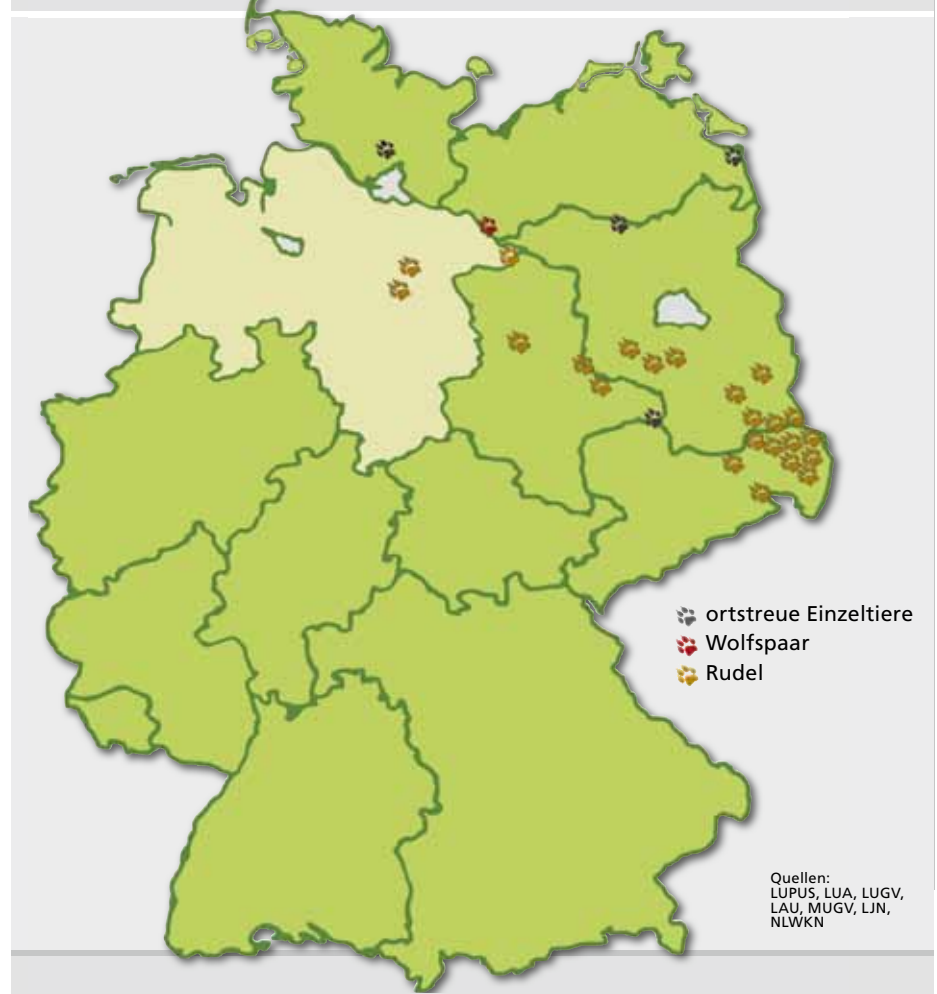 ortstreue Einzeltiere
Wolfspaar
Rudel
Quellen:
LUPUS, LUA, LUGV,
LAU, MUGV, LJN,
NLWKN